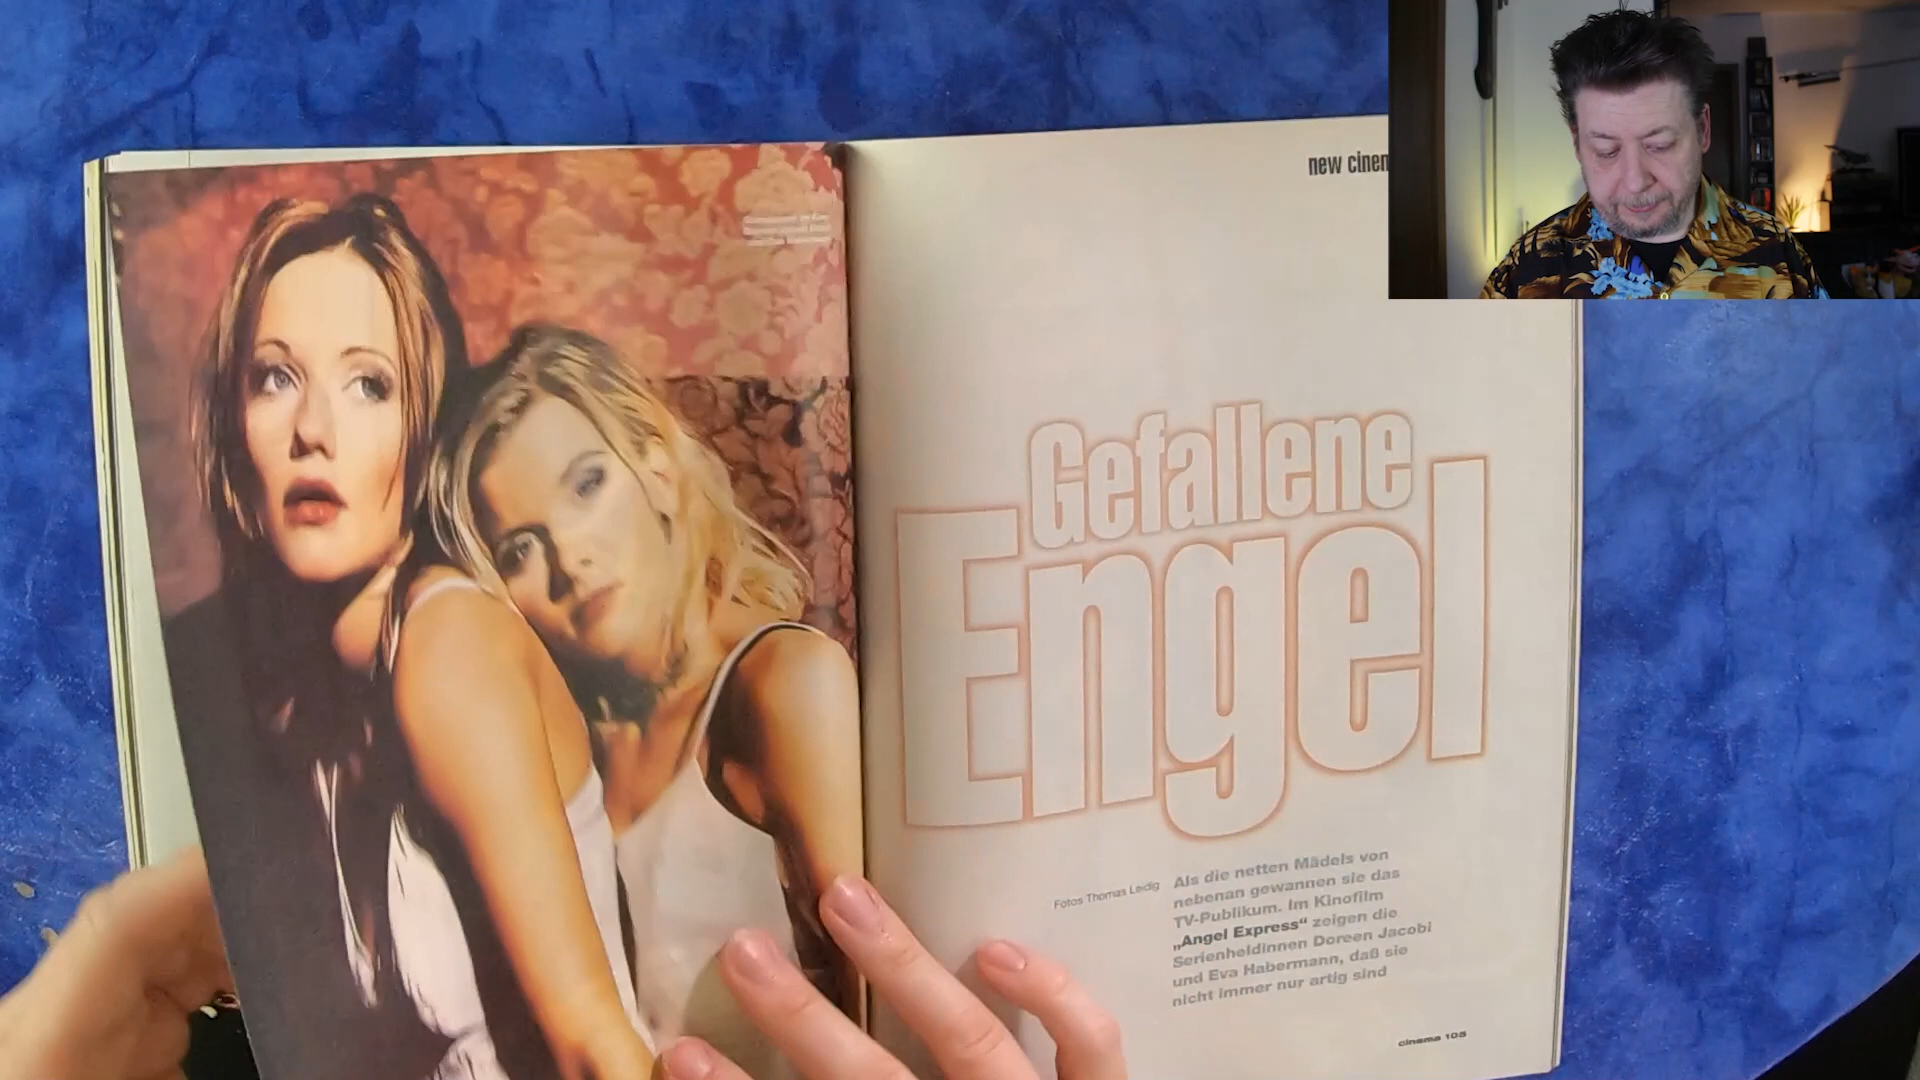 new cinem
Gefallene
Engel
Fotos Thomas Leidig
Als die netten Mädels von
nebenan gewannen sie das
TV-Publikum. Im Kinofilm
„Angel Express“ zeigen die
Serienheldinnen Doreen Jacobi
und Eva Habermann, daß sie
nicht immer nur artig sind
cinema 105